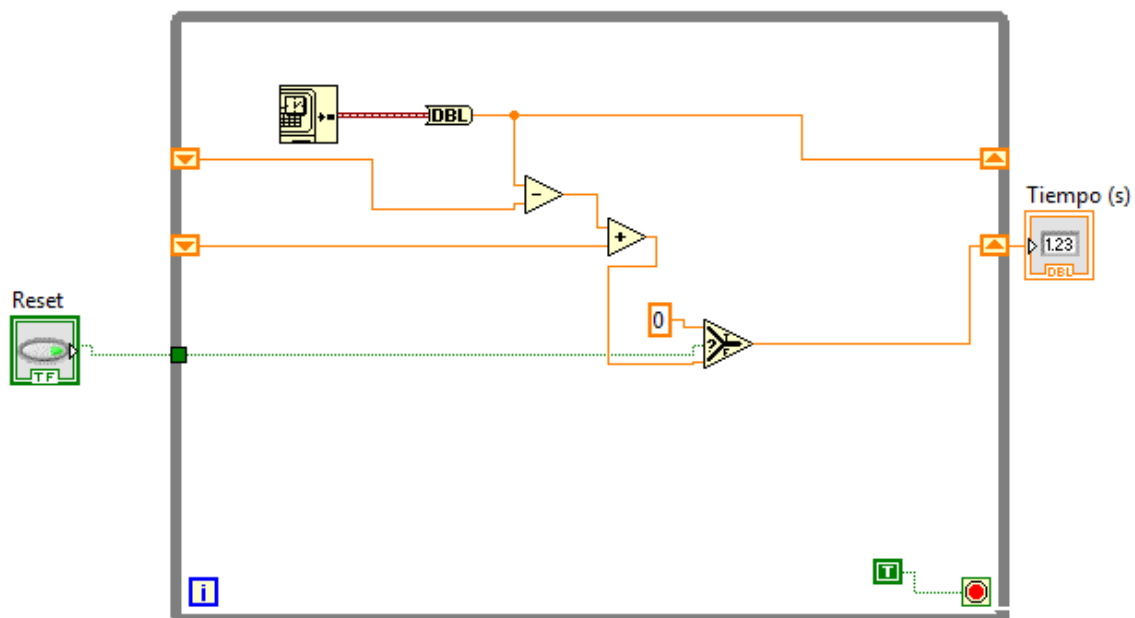 DBL
Tiempo (s)
-
1.23
+
DBL
Reset
0
T
?
F
TF
T
i